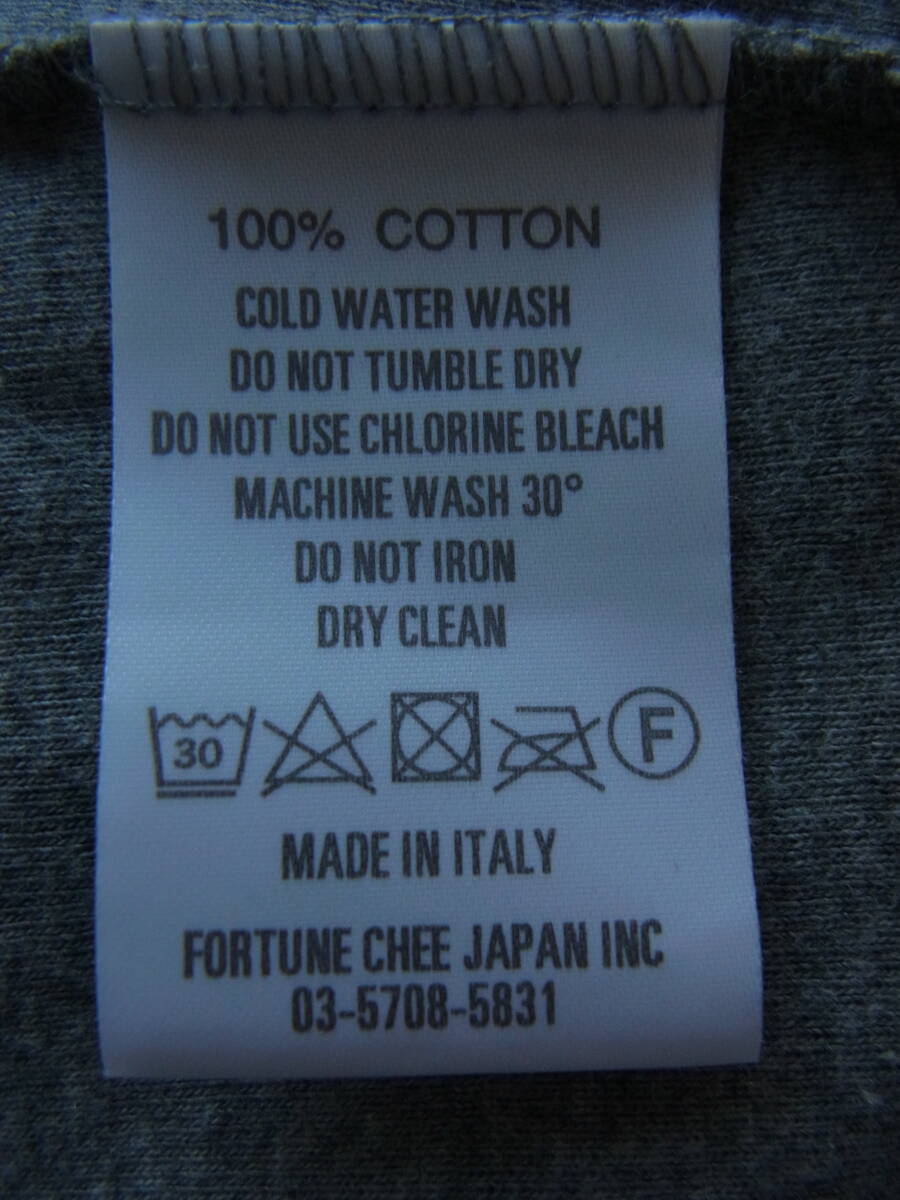 100% COTTON
COLD WATER WASH
DO NOT TUMBLE DRY
DO NOT USE CHLORINE BLEACH
MACHINE WASH 30°
DO NOT IRON
DRY CLEAN
30 F
MADE IN ITALY
FORTUNE CHEE JAPAN INC
03-5708-5831